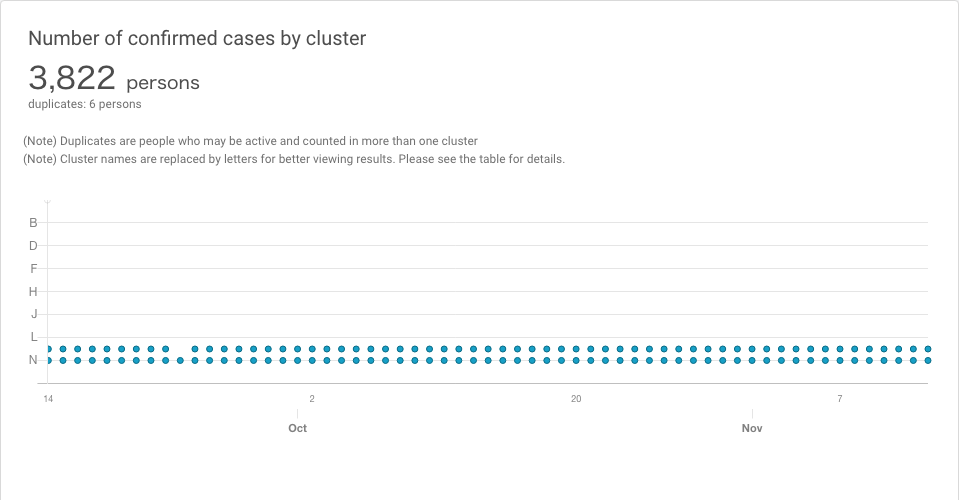 Number of confirmed cases by cluster
3,822 persons
duplicates: 6 persons
(Note) Duplicates are people who may be active and counted in more than one cluster
(Note) Cluster names are replaced by letters for better viewing results. Please see the table for details.
B
D
F
H
J
L
N
14 2 20 7
Oct Nov